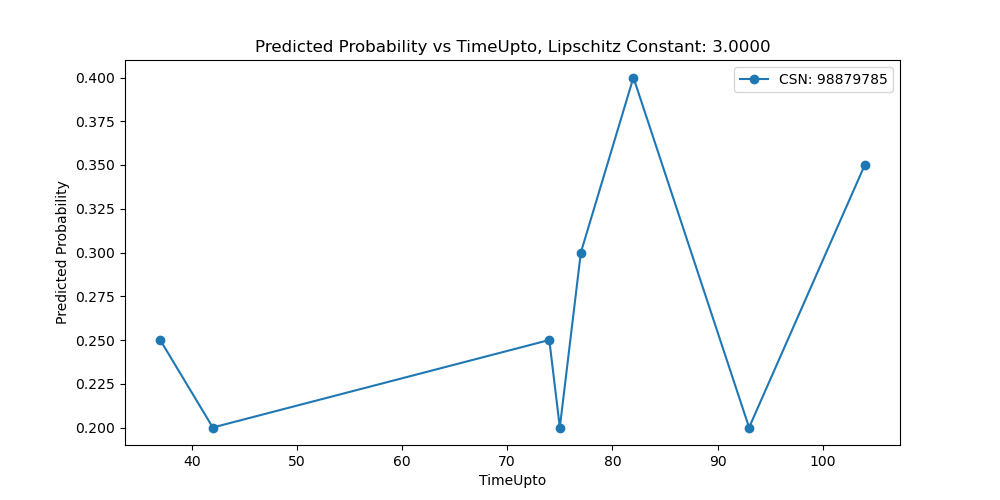 Predicted Probability vs TimeUpto, Lipschitz Constant: 3.0000
CSN: 98879785
Predicted Probability
0.400
0.375
0.350
0.325
0.300
0.275
0.250
0.225
0.200
40 50 60 70 80 90 100
TimeUpto